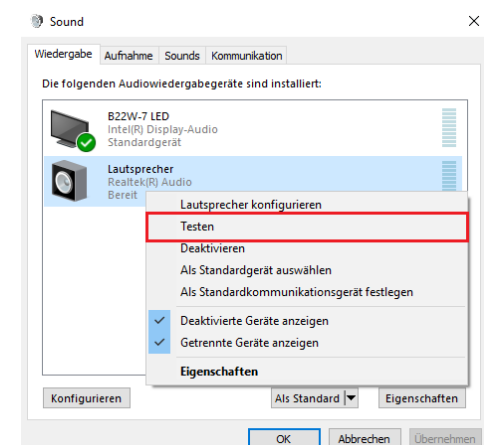 Sound
Wiedergabe Aufnahme Sounds Kommunikation
Die folgenden Audiowiedergabegeräte sind installiert:
B22W-7 LED
Intel(R) Display-Audio
Standardgerät
Lautsprecher
Realtek(R) Audio
Bereit
Lautsprecher konfigurieren
Testen
Deaktivieren
Als Standardgerät auswählen
Als Standardkommunikationsgerät festlegen
Deaktivierte Geräte anzeigen
Getrennte Geräte anzeigen
Eigenschaften
Konfigurieren Als Standard Eigenschaften
OK Abbrechen Übernehmen